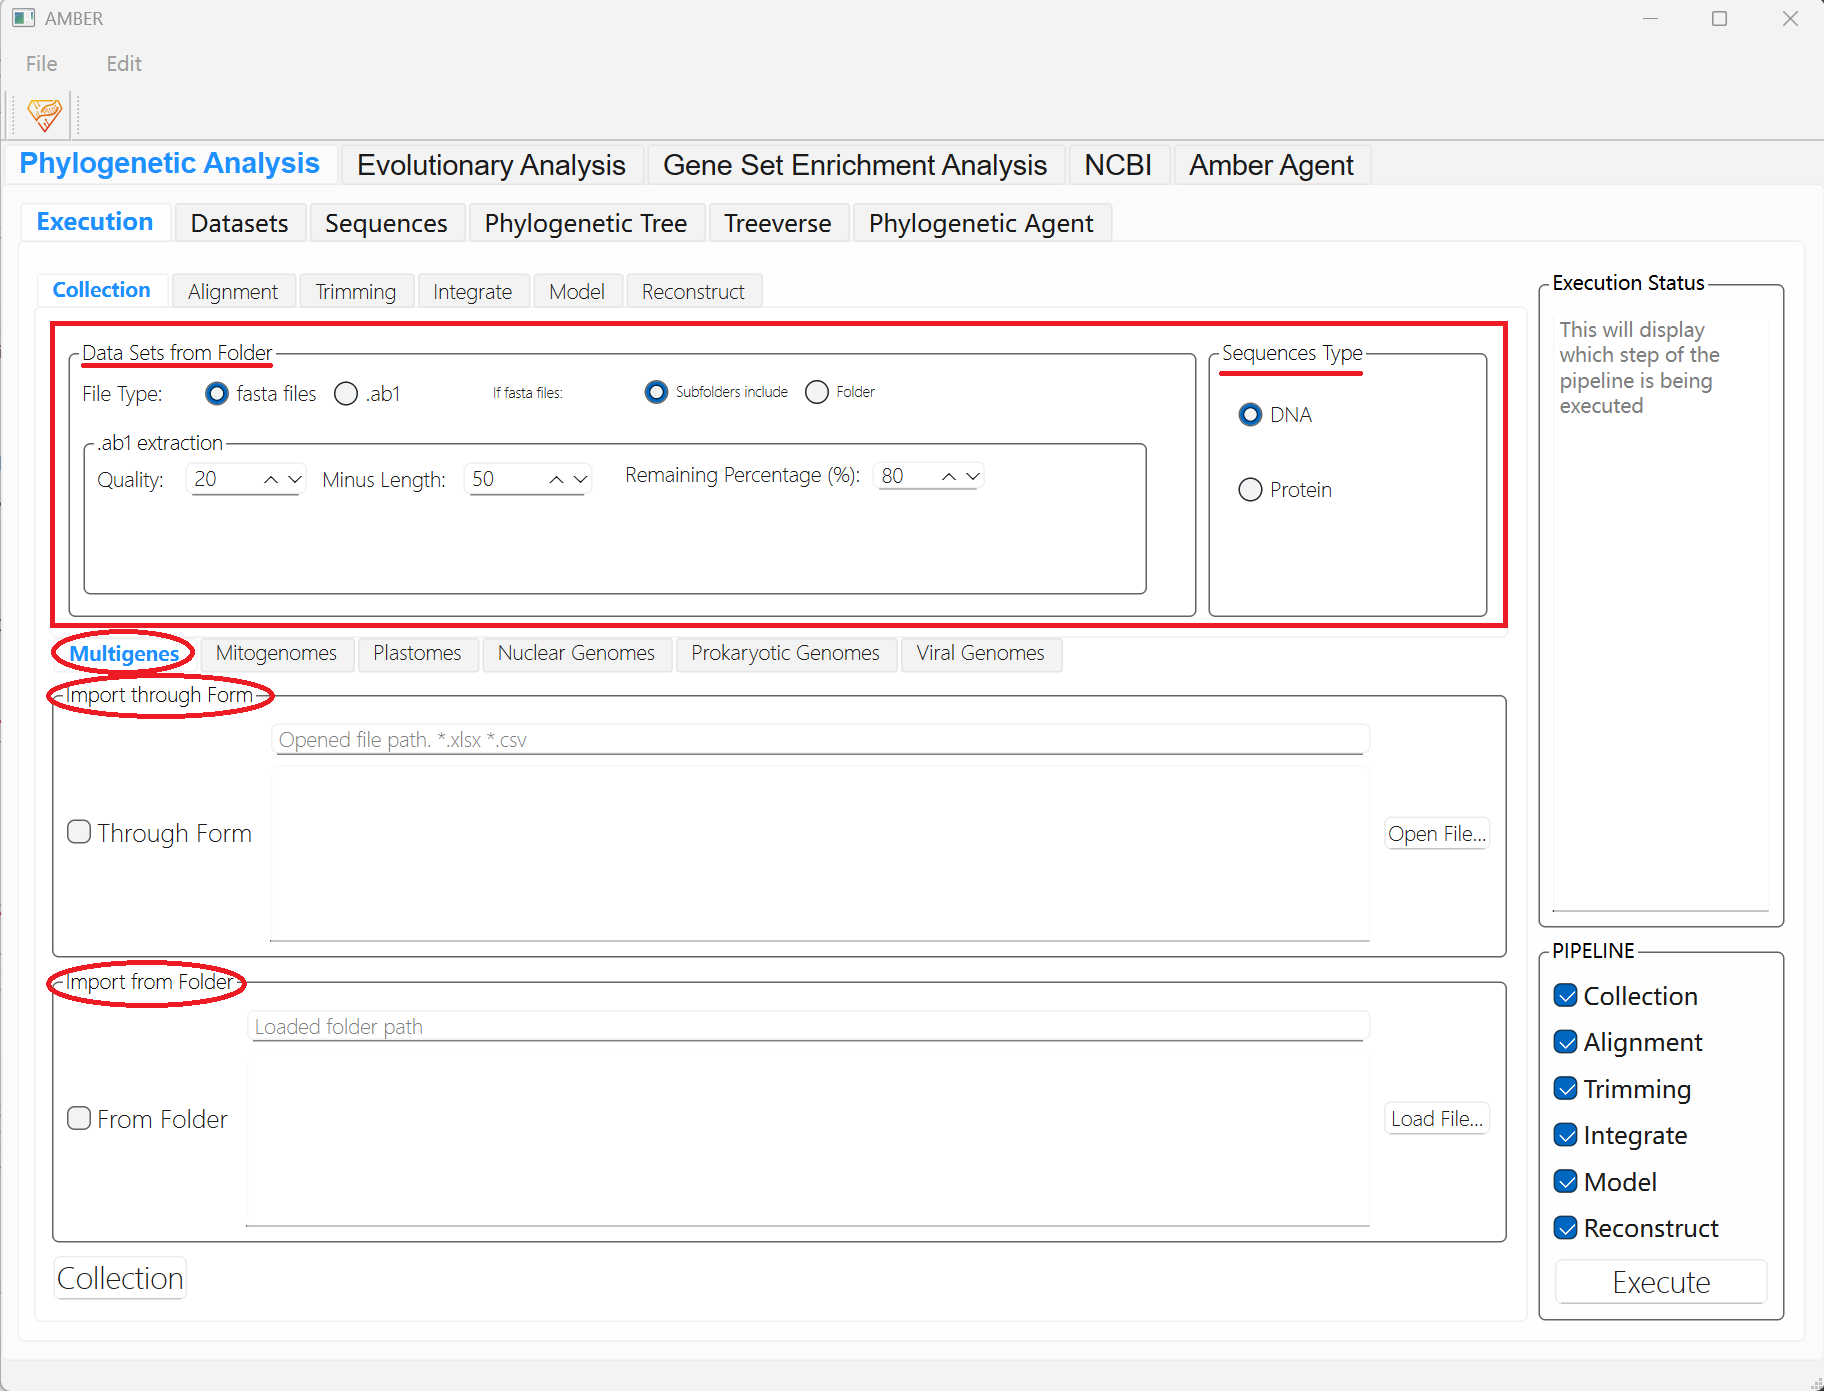 AMBER
File Edit
Phylogenetic Analysis Evolutionary Analysis Gene Set Enrichment Analysis NCBI Amber Agent
Execution Datasets Sequences Phylogenetic Tree Treeverse Phylogenetic Agent
Collection Alignment Trimming Integrate Model Reconstruct
Data Sets from Folder
File Type: fasta files .ab1 If fasta files: Subfolders include Folder
.ab1 extraction
Quality: 20 Minus Length: 50 Remaining Percentage (%): 80
Sequences Type
DNA
Protein
Multigenes Mitogenomes Plastomes Nuclear Genomes Prokaryotic Genomes Viral Genomes
Import through Form
Opened file path. *.xlsx *.csv
Through Form
Open File...
Import from Folder
Loaded folder path
From Folder
Load File...
Collection
Execution Status
This will display
which step of the
pipeline is being
executed
PIPELINE
Collection
Alignment
Trimming
Integrate
Model
Reconstruct
Execute